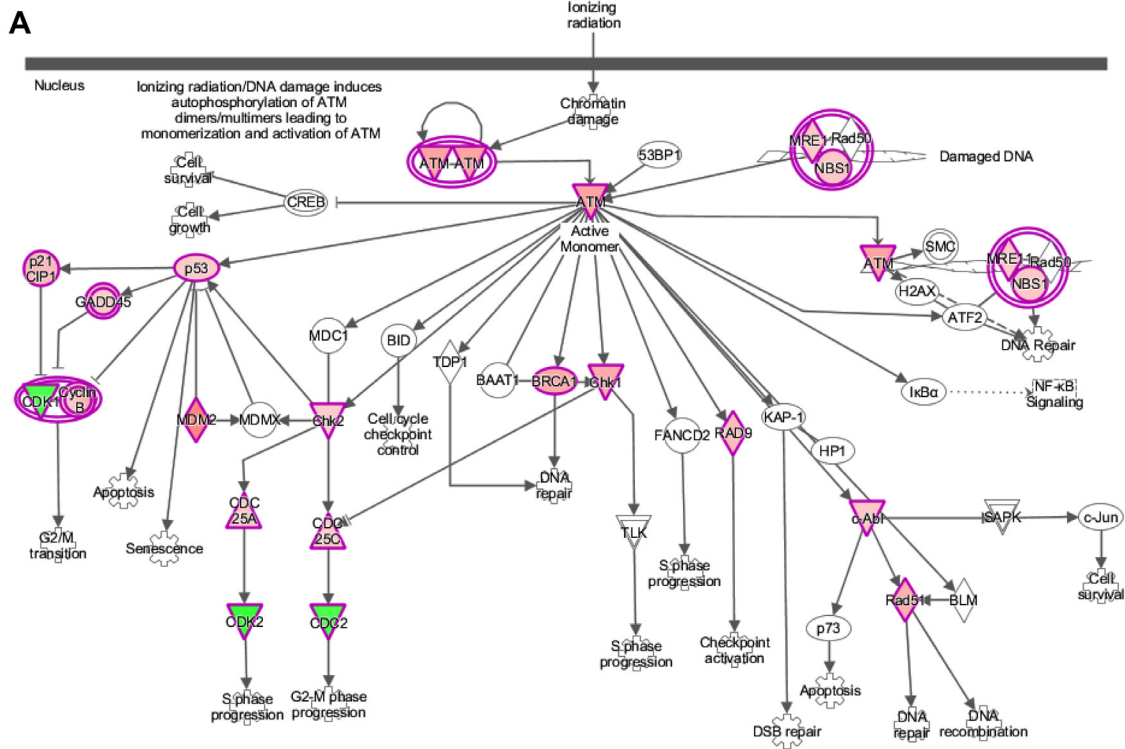 A
Ionizing
radiation
Nucleus
Ionizing radiation/DNA damage induces
autophosphorylation of ATM
dimers/multimers leading to
monomerization and activation of ATM
Chromatin
damage
ATM-ATM
53BP1
MRE11
Rad50
NBS1
Damaged DNA
Cell
survival
CREB
Cell
growth
ATM
Active
Monomer
p21
CIP1
p53
GADD45
ATM
SMC
H2AX
ATF2
MRE11
Rad50
NBS1
DNA Repair
MDC1
BID
TDP1
BAAT1
BRCA1
Chk1
IκBα
NF-κB
Signaling
CDK1
Cyclin
B
MDM2
MDMX
Chk2
Cell cycle
checkpoint
control
FANCD2
RAD9
KAP-1
HP1
Apoptosis
G2/M
transition
Senescence
CDC
25A
CDC
25C
DNA
repair
TLK
S phase
progression
c-Abl
SAPK
c-Jun
Cell
survival
CDK2
CDC2
S phase
progression
Checkpoint
activation
p73
Rad51
BLM
S phase
progression
G2-M phase
progression
Apoptosis
DSB repair
DNA
repair
DNA
recombination